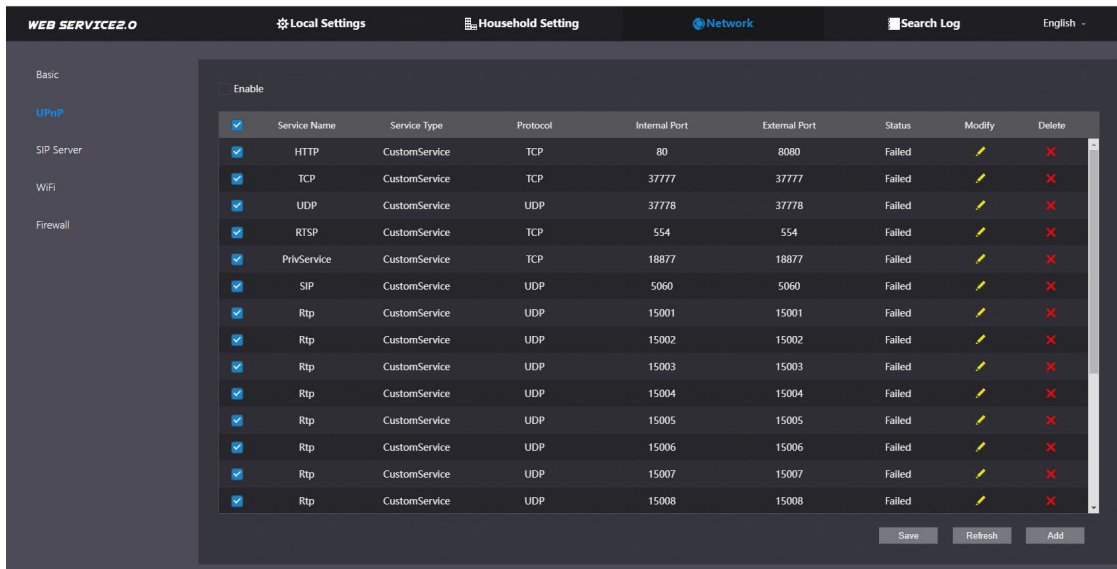 WEB SERVICE2.0 Local Settings Household Setting Network Search Log English
Basic
UPnP
SIP Server
WiFi
Firewall
Enable
Service Name Service Type Protocol Internal Port External Port Status Modify Delete
HTTP CustomService TCP 80 8080 Failed
TCP CustomService TCP 37777 37777 Failed
UDP CustomService UDP 37778 37778 Failed
RTSP CustomService TCP 554 554 Failed
PrivService CustomService TCP 18877 18877 Failed
SIP CustomService UDP 5060 5060 Failed
Rtp CustomService UDP 15001 15001 Failed
Rtp CustomService UDP 15002 15002 Failed
Rtp CustomService UDP 15003 15003 Failed
Rtp CustomService UDP 15004 15004 Failed
Rtp CustomService UDP 15005 15005 Failed
Rtp CustomService UDP 15006 15006 Failed
Rtp CustomService UDP 15007 15007 Failed
Rtp CustomService UDP 15008 15008 Failed
Save Refresh Add